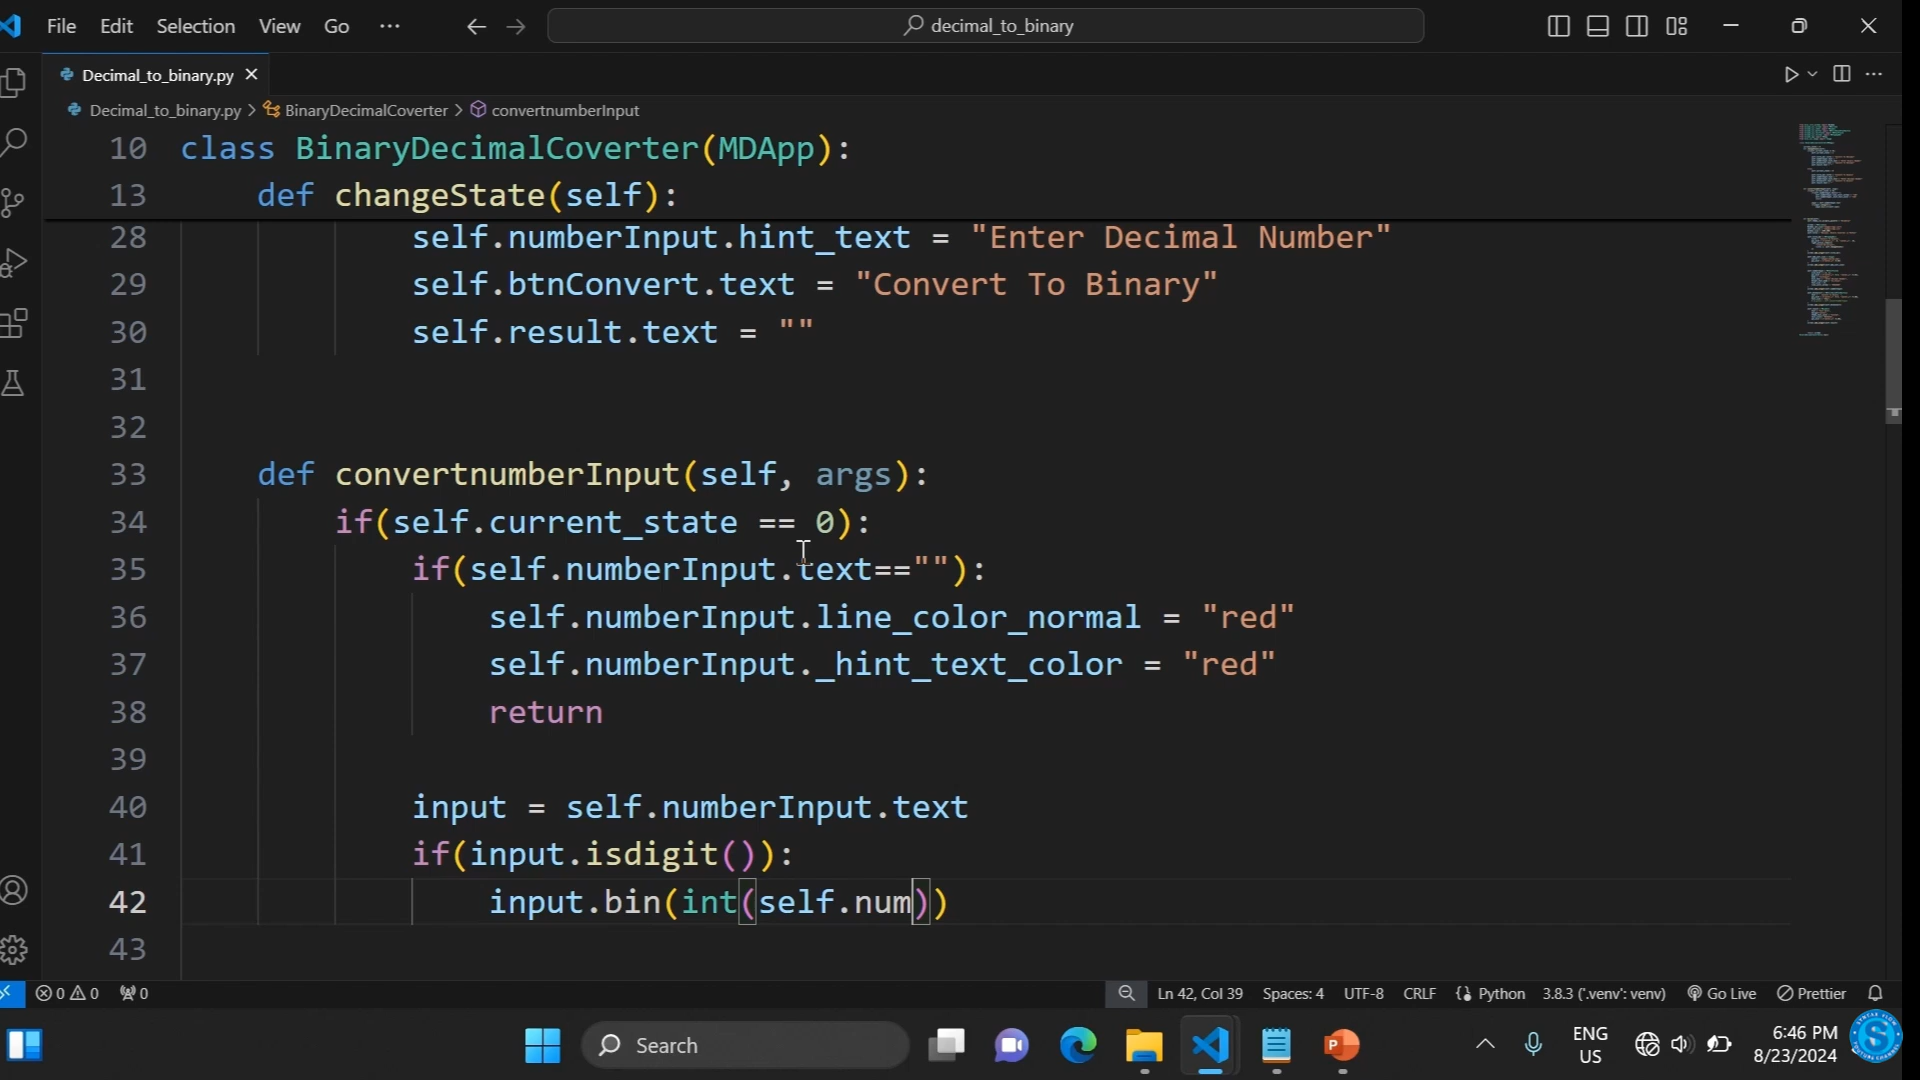 File Edit Selection View Go ··· decimal_to_binary
Decimal_to_binary.py
Decimal_to_binary.py > BinaryDecimalCoverter > convertnumberInput
10 class BinaryDecimalCoverter(MDApp):
13 def changeState(self):
28 self.numberInput.hint_text = "Enter Decimal Number"
29 self.btnConvert.text = "Convert To Binary"
30 self.result.text = ""
31
32
33 def convertnumberInput(self, args):
34 if(self.current_state == 0):
35 if(self.numberInput.text==""):
36 self.numberInput.line_color_normal = "red"
37 self.numberInput._hint_text_color = "red"
38 return
39
40 input = self.numberInput.text
41 if(input.isdigit()):
42 input.bin(int(self.num))
43
0 0 0 Ln 42, Col 39 Spaces: 4 UTF-8 CRLF Python 3.8.3 ('.venv': venv) Go Live Prettier
Search ENG US 6:46 PM 8/23/2024